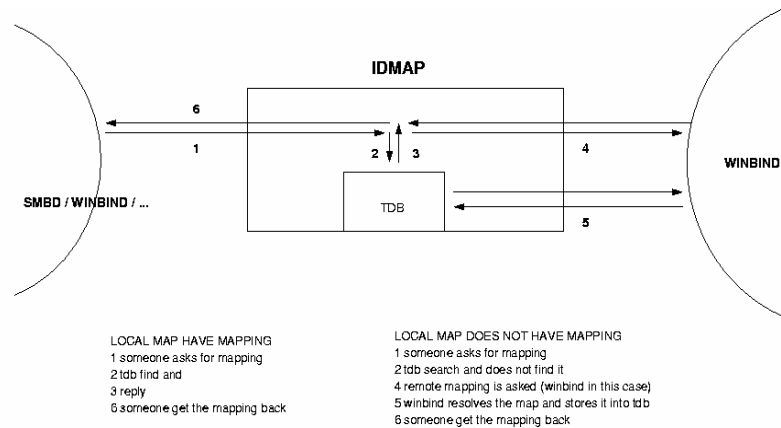 IDMAP
6
1
2
3
4
WINBIND
SMBD / WINBIND / ...
TDB
5
LOCAL MAP HAVE MAPPING
1 someone asks for mapping
2 tdb find and
3 reply
6 someone get the mapping back
LOCAL MAP DOES NOT HAVE MAPPING
1 someone asks for mapping
2 tdb search and does not find it
4 remote mapping is asked (winbind in this case)
5 winbind resolves the map and stores it into tdb
6 someone get the mapping back